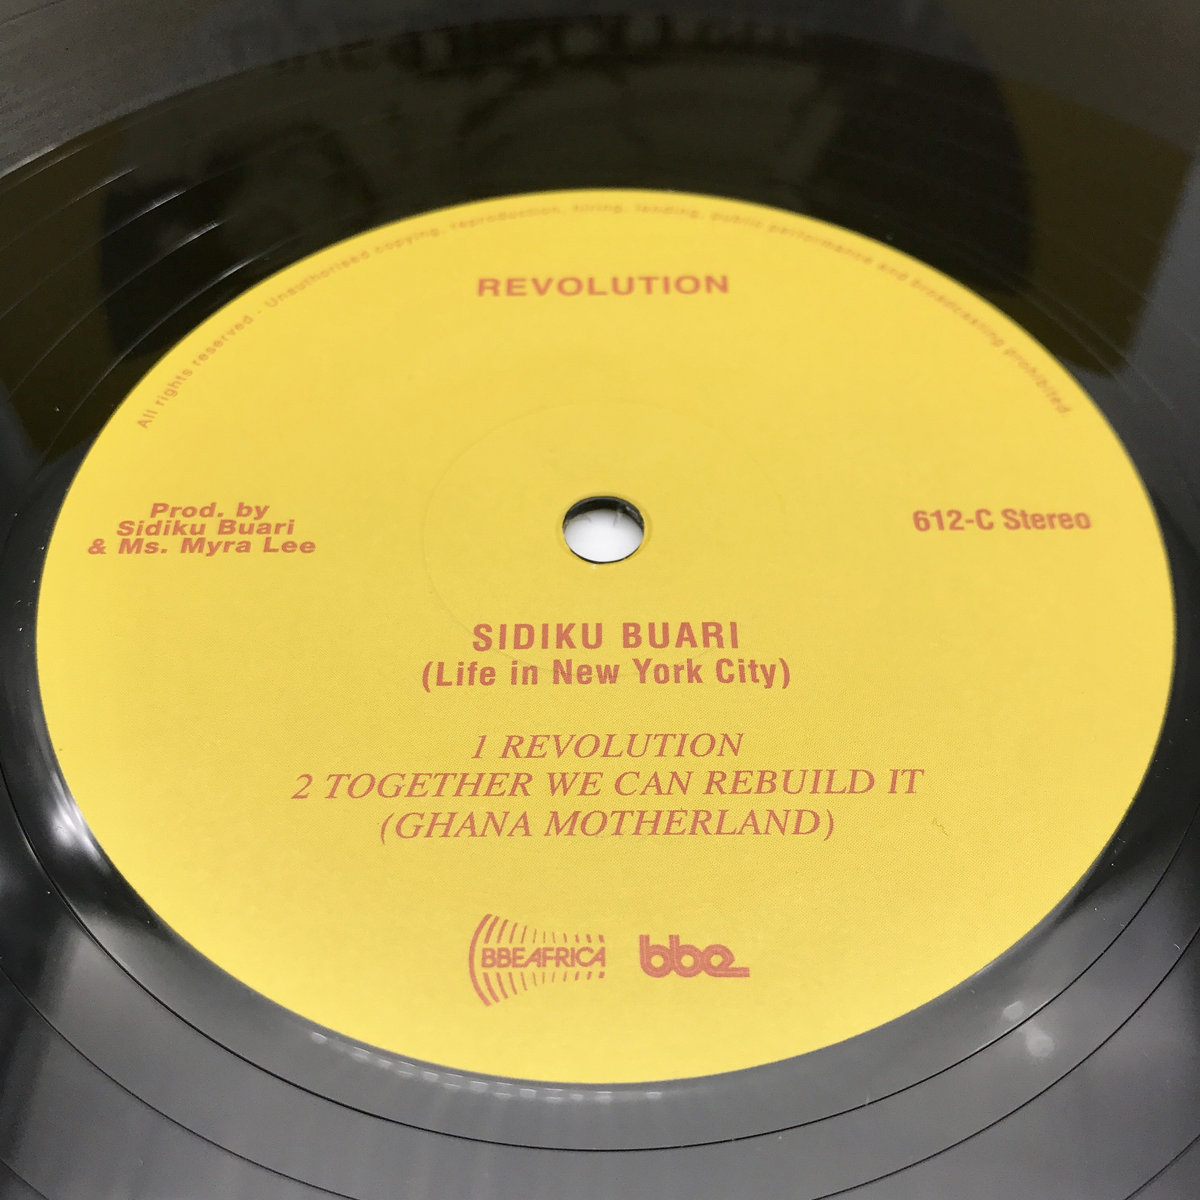 All rights reserved - Unauthorised copying, reproduction, hiring, lending, public performance and broadcasting prohibited.
REVOLUTION
Prod. by
Sidiku Buari
& Ms. Myra Lee
612-C Stereo
SIDIKU BUARI
(Life in New York City)
1 REVOLUTION
2 TOGETHER WE CAN REBUILD IT
(GHANA MOTHERLAND)
BBEAFRICA
bbe